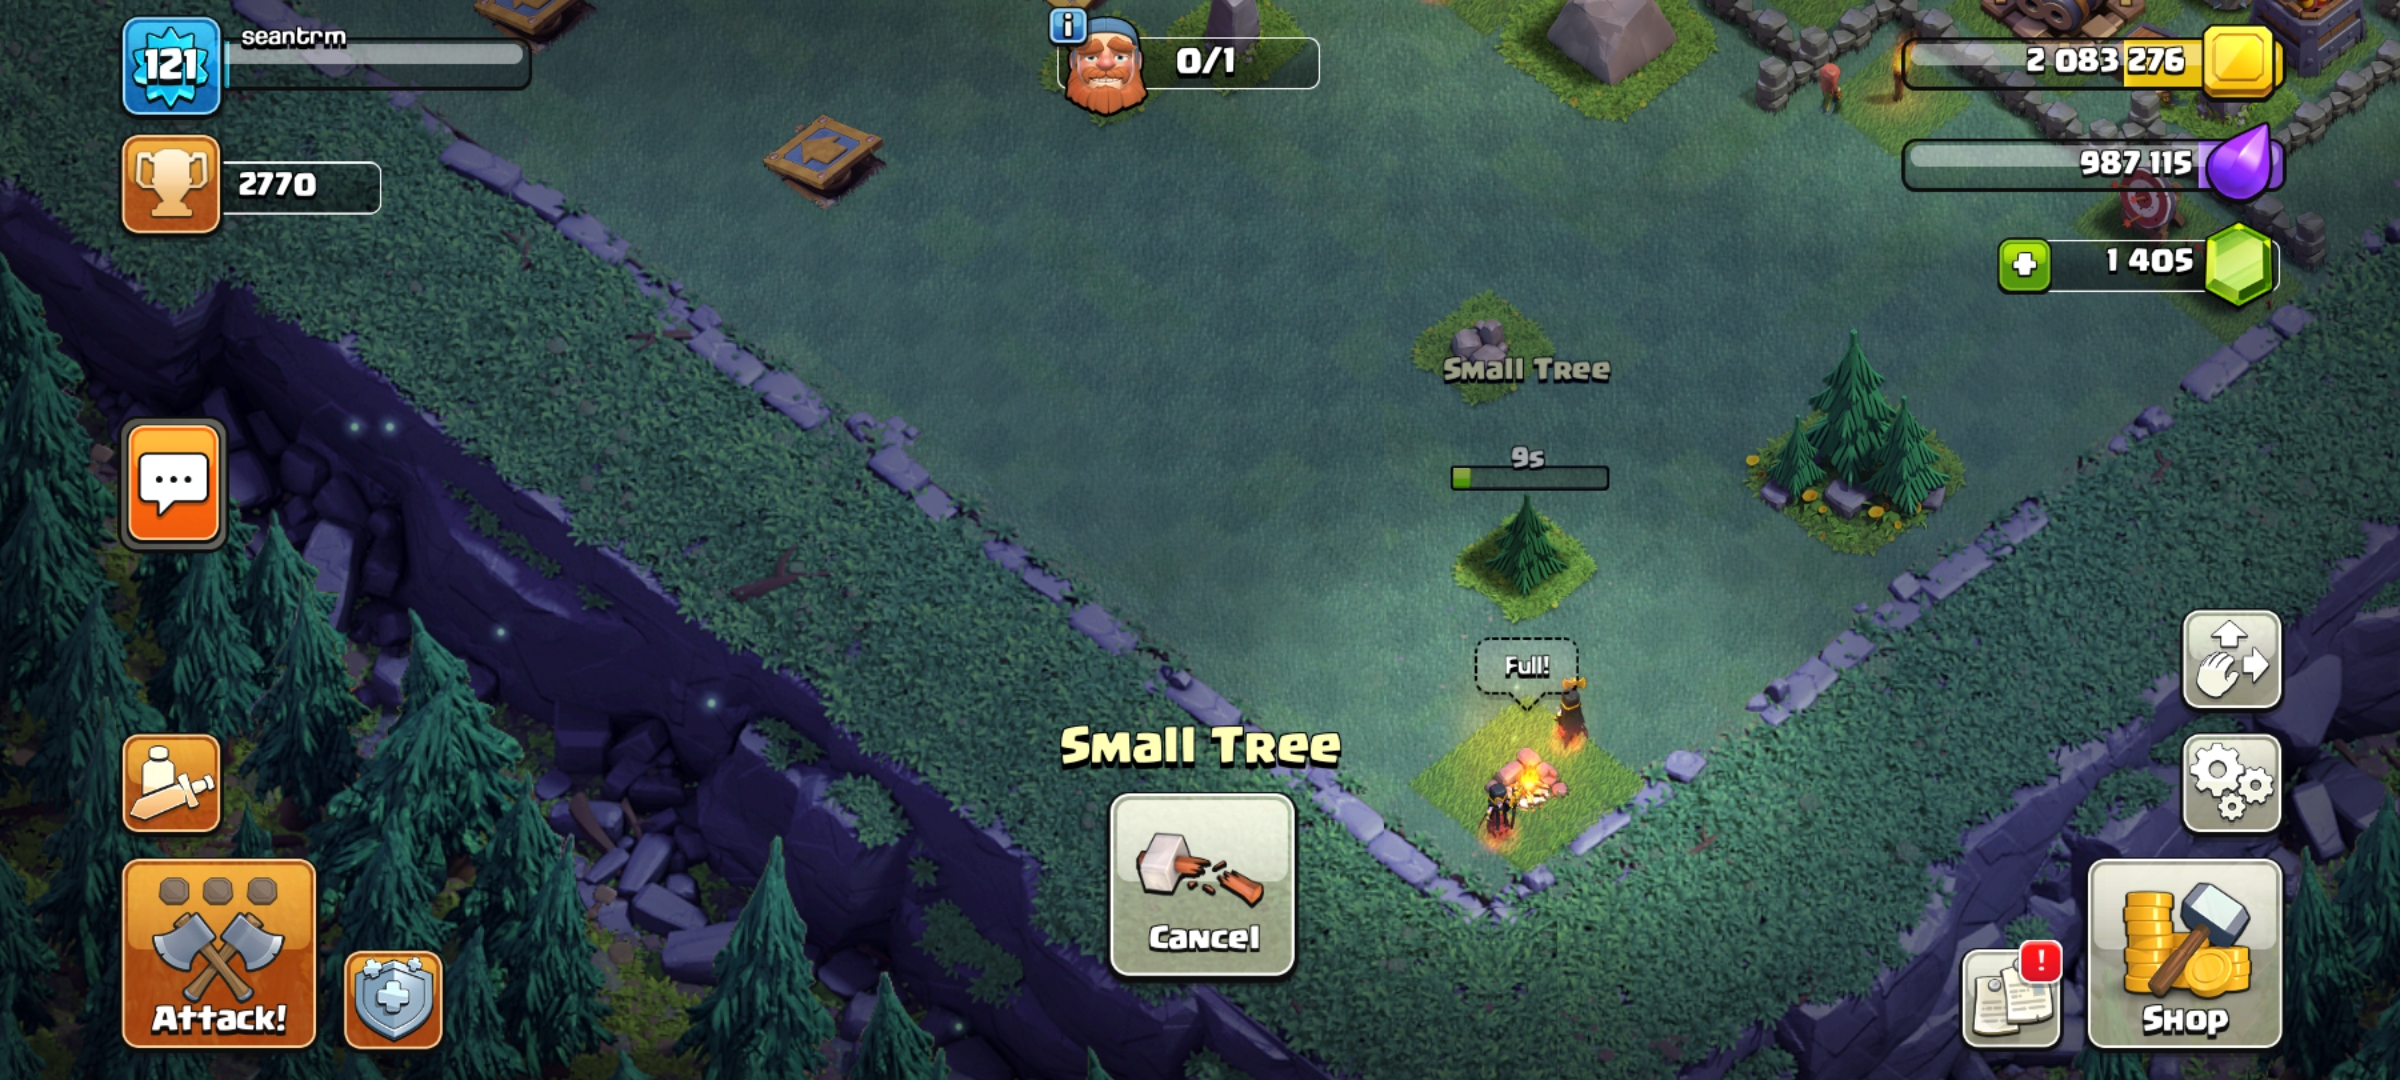 121
seantrm
i
0/1
2 083 276
2770
987 115
1 405
Small Tree
9s
Full!
Small Tree
Cancel
Attack!
!
Shop